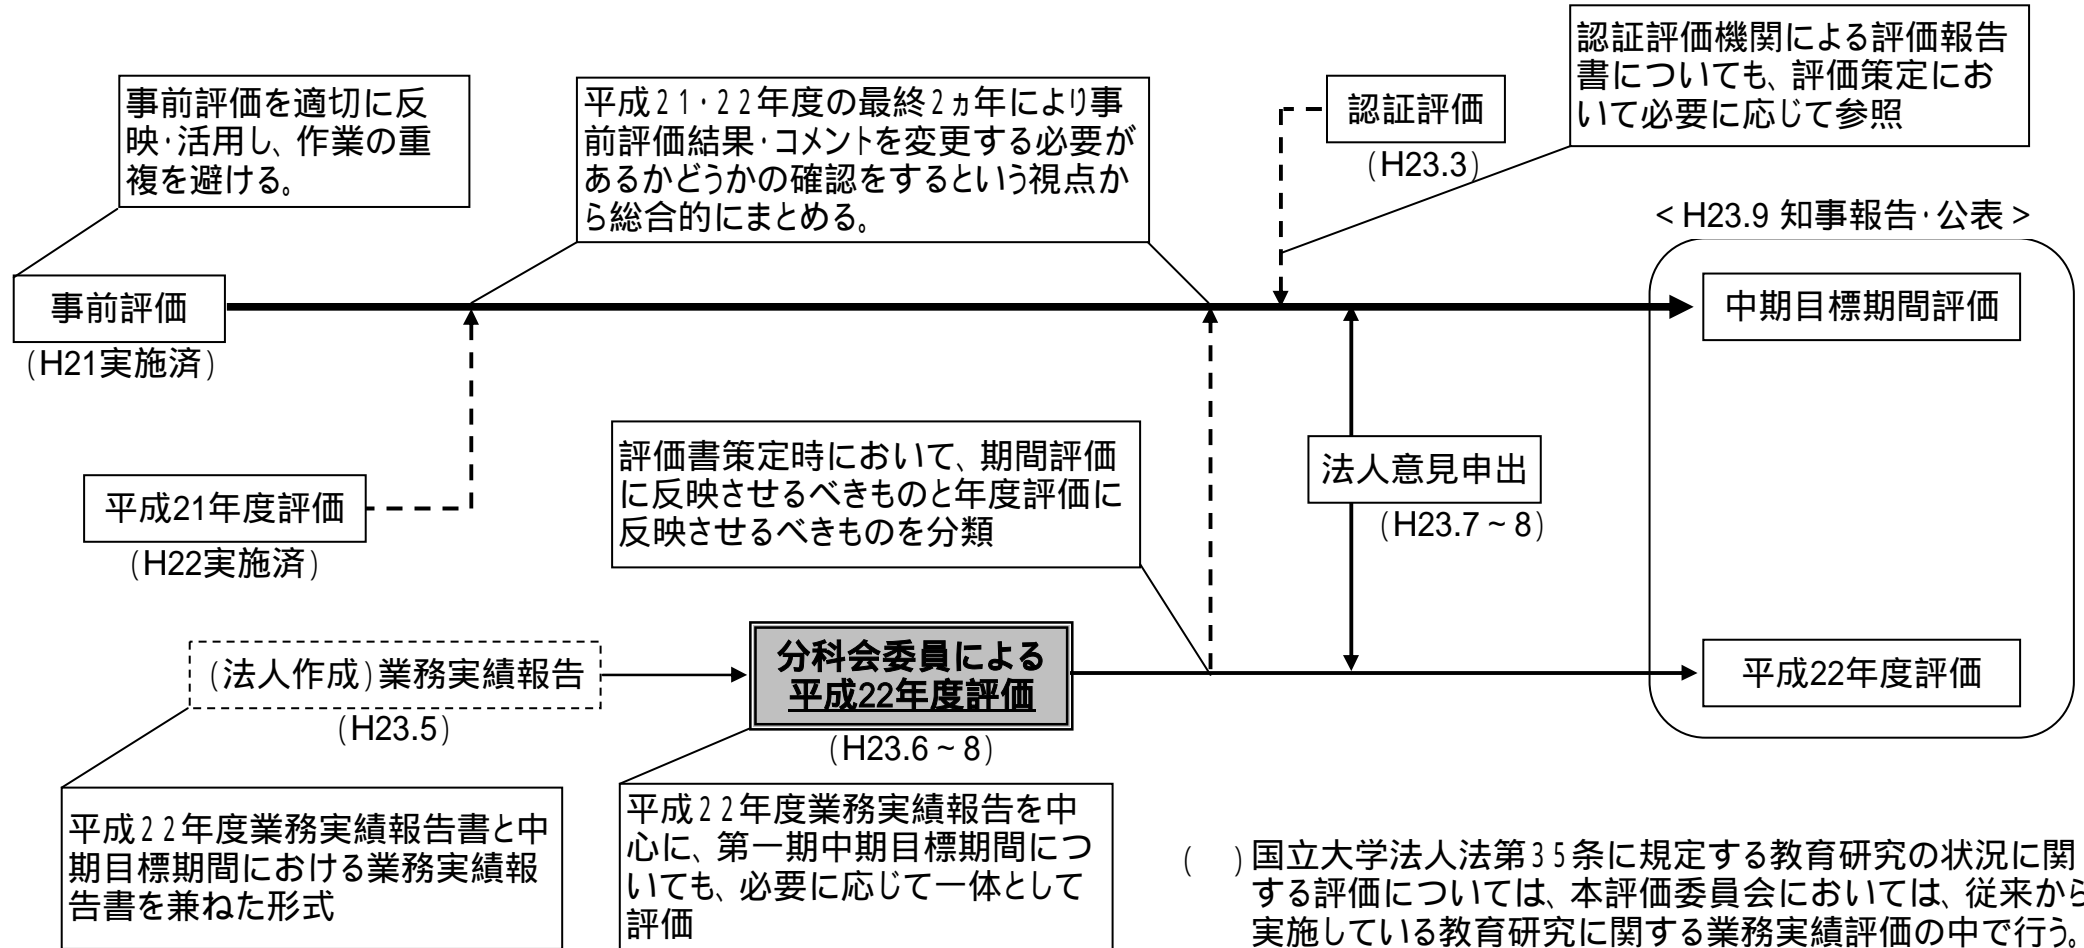 認証評価機関による評価報告
書についても、評価策定にお
いて必要に応じて参照
事前評価を適切に反
映・活用し、作業の重
複を避ける。
平成21・22年度の最終2ヵ年により事
前評価結果・コメントを変更する必要が
あるかどうかの確認をするという視点か
ら総合的にまとめる。
認証評価
(H23.3)
<H23.9 知事報告・公表>
事前評価
(H21実施済)
中期目標期間評価
評価書策定時において、期間評価
に反映させるべきものと年度評価に
反映させるべきものを分類
法人意見申出
(H23.7~8)
平成21年度評価
(H22実施済)
(法人作成)業務実績報告
(H23.5)
分科会委員による
平成22年度評価
(H23.6~8)
平成22年度評価
平成22年度業務実績報告書と中
期目標期間における業務実績報
告書を兼ねた形式
平成22年度業務実績報告を中
心に、第一期中期目標期間につ
いても、必要に応じて一体として
評価
( )国立大学法人法第35条に規定する教育研究の状況に関
する評価については、本評価委員会においては、従来から
実施している教育研究に関する業務実績評価の中で行う。